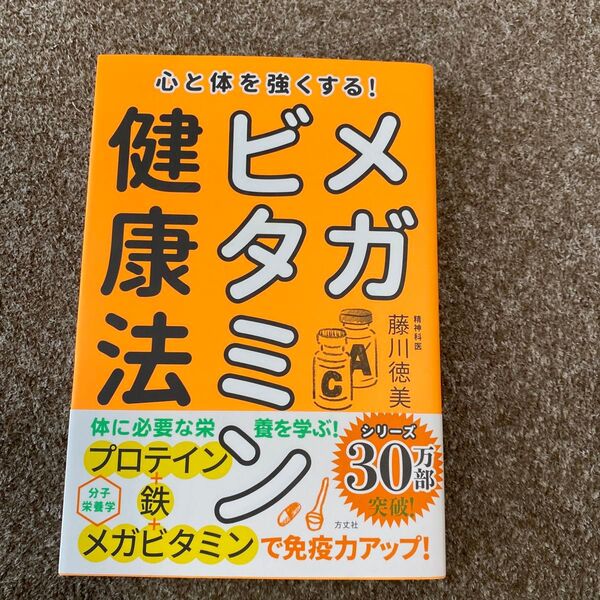 心と体を強くする！
メガ
ビタミン
健康法
精神科医
藤川徳美
A
C
体に必要な栄養を学ぶ！
プロテイン
+
鉄
+
メガビタミンで免疫力アップ！
分子
栄養学
シリーズ
30万部
突破！
方丈社